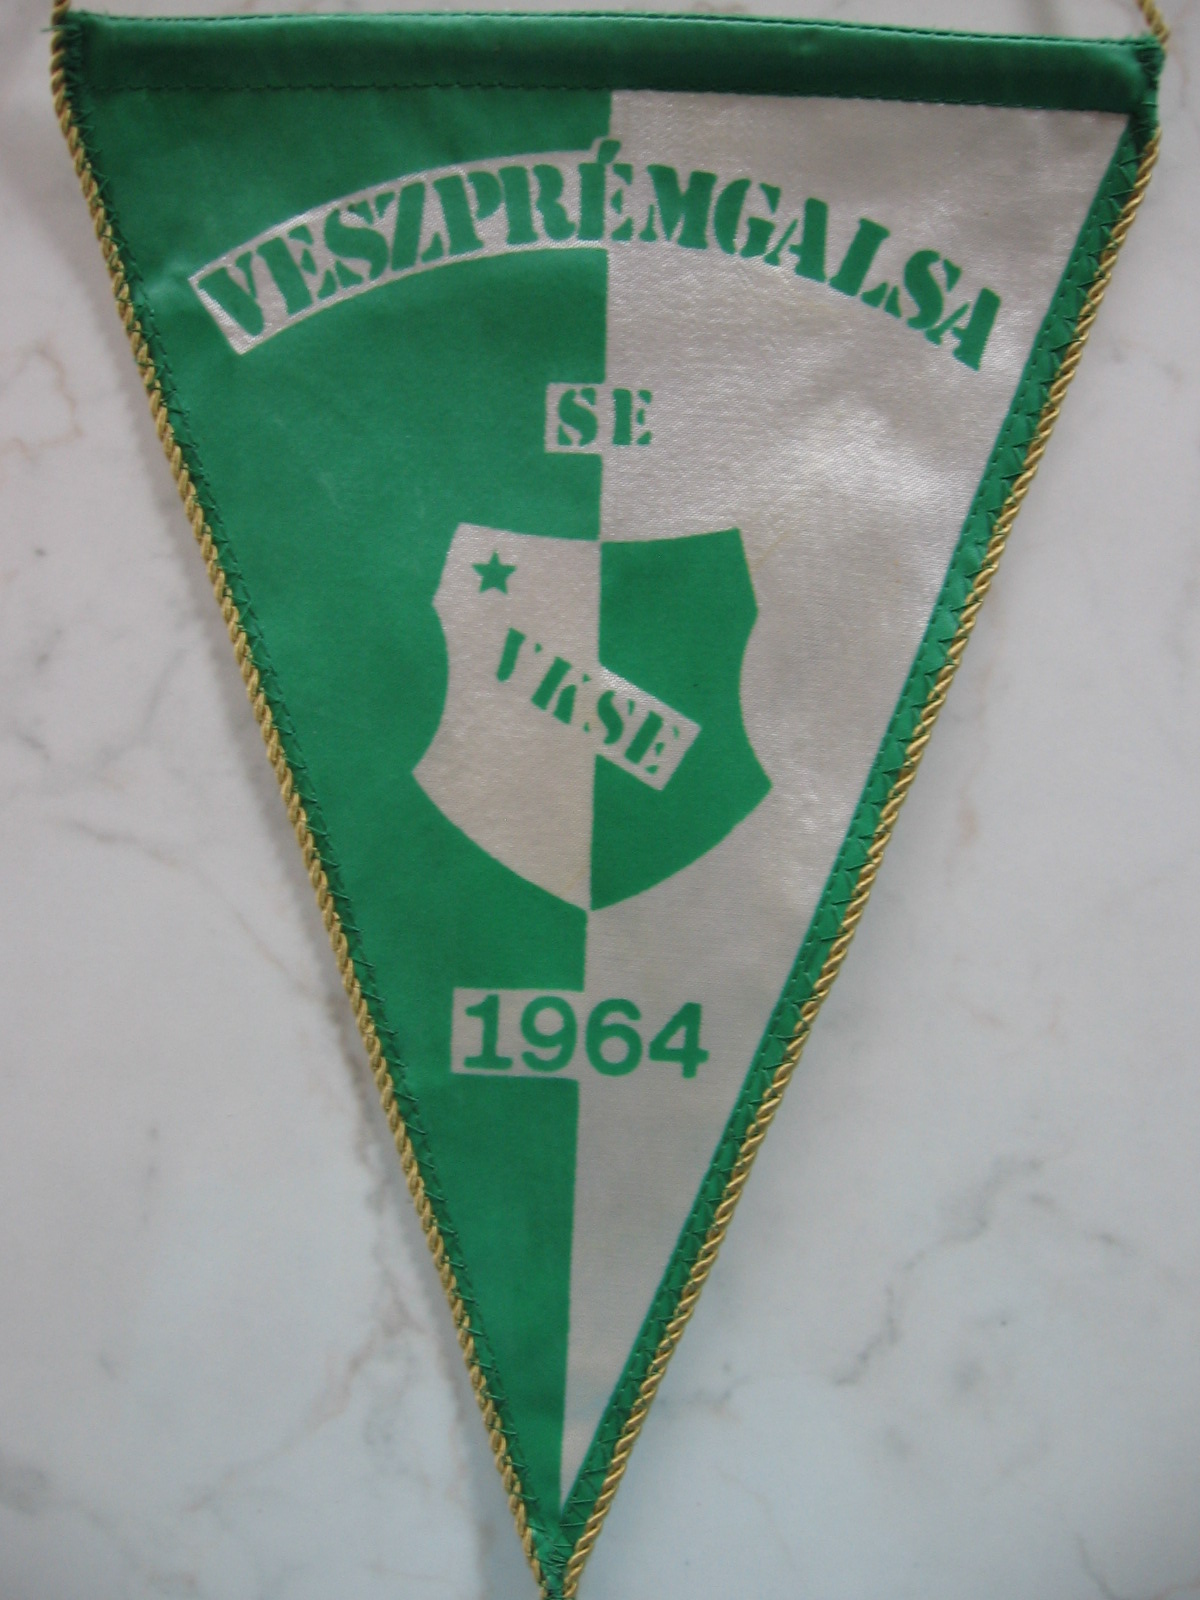 VESZPRÉMGALSA
SE
VKSE
1964